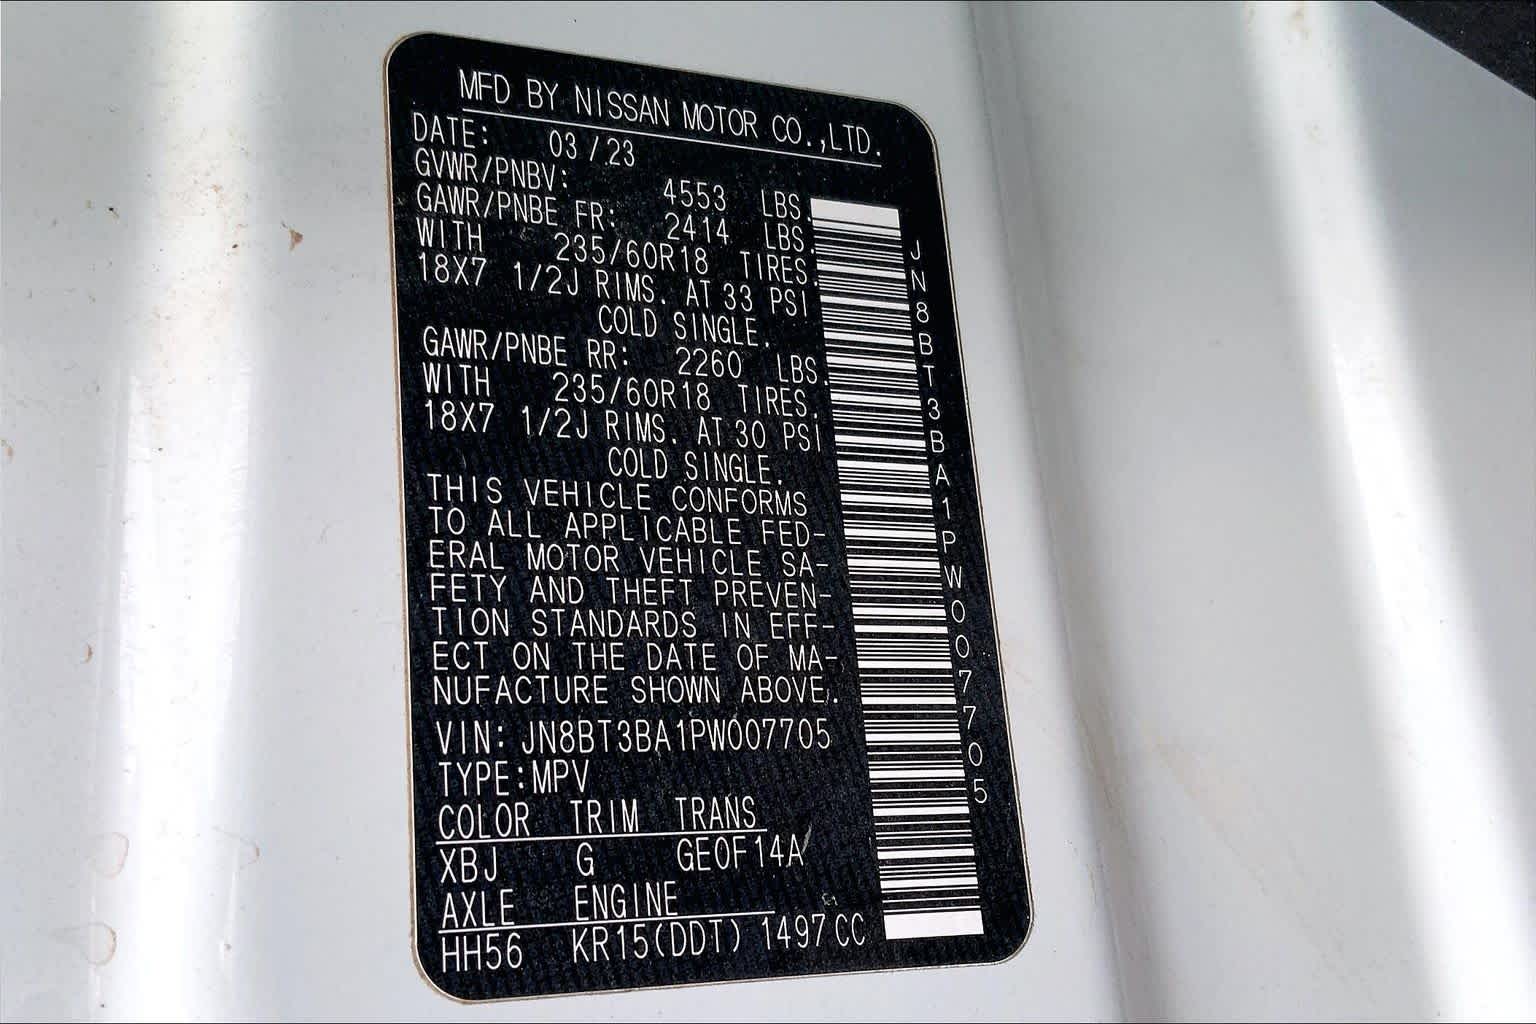 MFD BY NISSAN MOTOR CO.,LTD.
DATE: 03/23
GVWR/PNBV: 4553 LBS.
GAWR/PNBE FR: 2414 LBS.
WITH 235/60R18 TIRES.
18X7 1/2J RIMS. AT 33 PSI
COLD SINGLE.
GAWR/PNBE RR: 2260 LBS.
WITH 235/60R18 TIRES.
18X7 1/2J RIMS. AT 30 PSI
COLD SINGLE.
THIS VEHICLE CONFORMS
TO ALL APPLICABLE FED-
ERAL MOTOR VEHICLE SA-
FETY AND THEFT PREVEN-
TION STANDARDS IN EFF-
ECT ON THE DATE OF MA-
NUFACTURE SHOWN ABOVE.
VIN: JN8BT3BA1PW007705
TYPE:MPV
COLOR TRIM TRANS
XBJ G GE0F14A
AXLE ENGINE
HH56 KR15(DDT) 1497CC
JN8BT3BA1PW007705